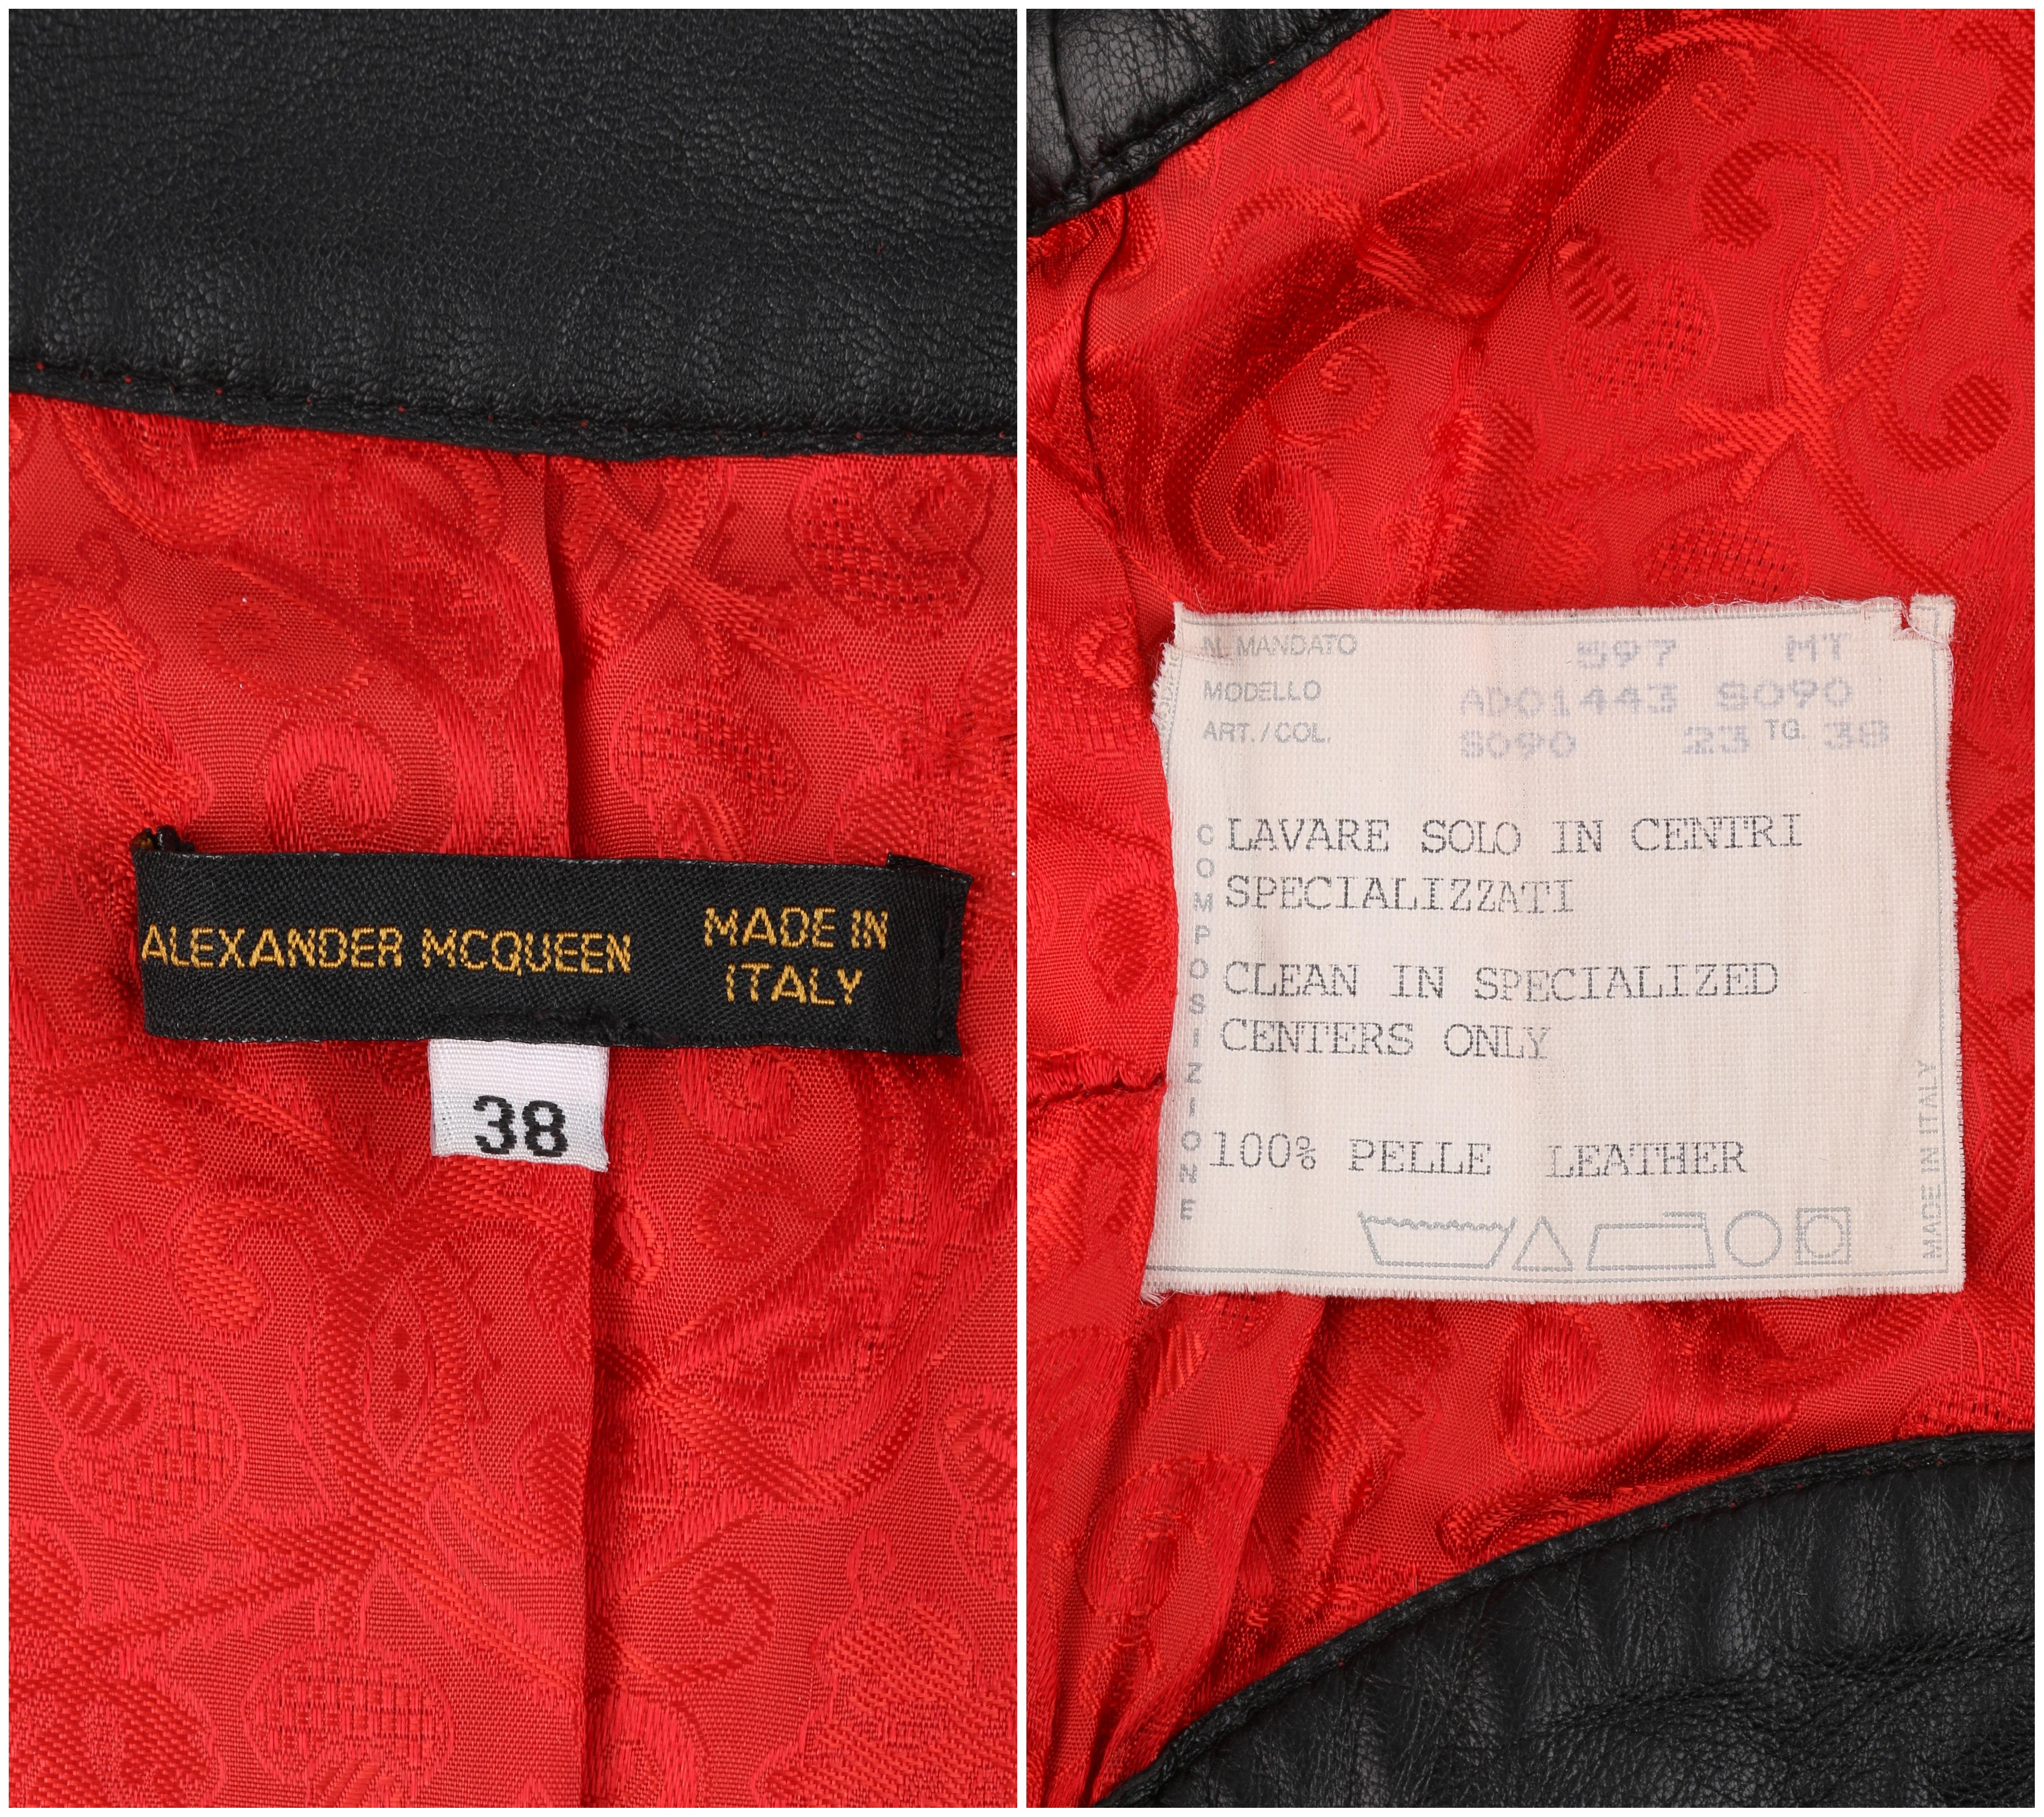 ALEXANDER MCQUEEN
MADE IN
ITALY
38
N. MANDATO 597 MT
MODELLO AD01443 S090
ART./COL. S090 23 TG. 38
COMPOSIZIONE
LAVARE SOLO IN CENTRI
SPECIALIZZATI
CLEAN IN SPECIALIZED
CENTERS ONLY
100% PELLE LEATHER
MADE IN ITALY